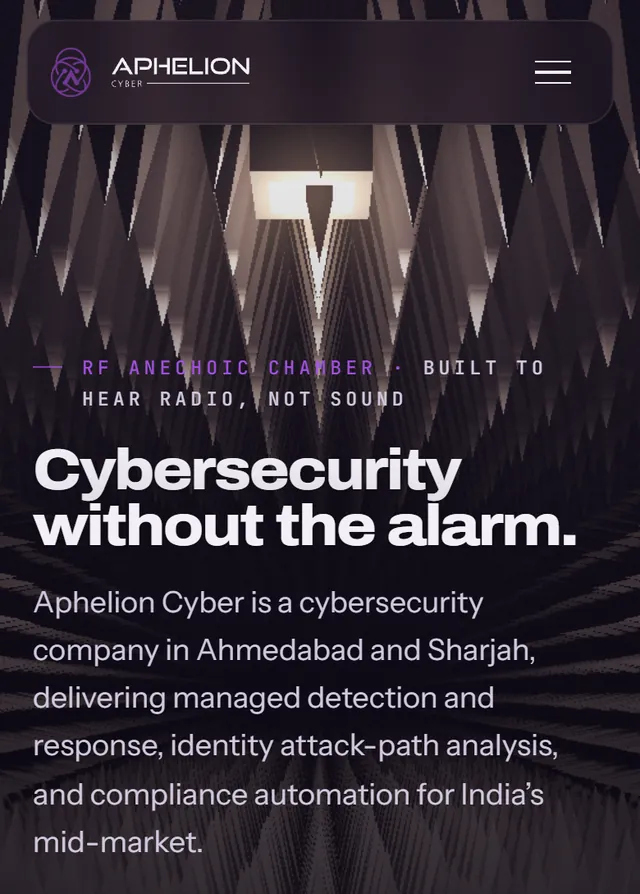 APHELION
CYBER
RF ANECHOIC CHAMBER · BUILT TO
HEAR RADIO, NOT SOUND
Cybersecurity
without the alarm.
Aphelion Cyber is a cybersecurity
company in Ahmedabad and Sharjah,
delivering managed detection and
response, identity attack-path analysis,
and compliance automation for India’s
mid-market.